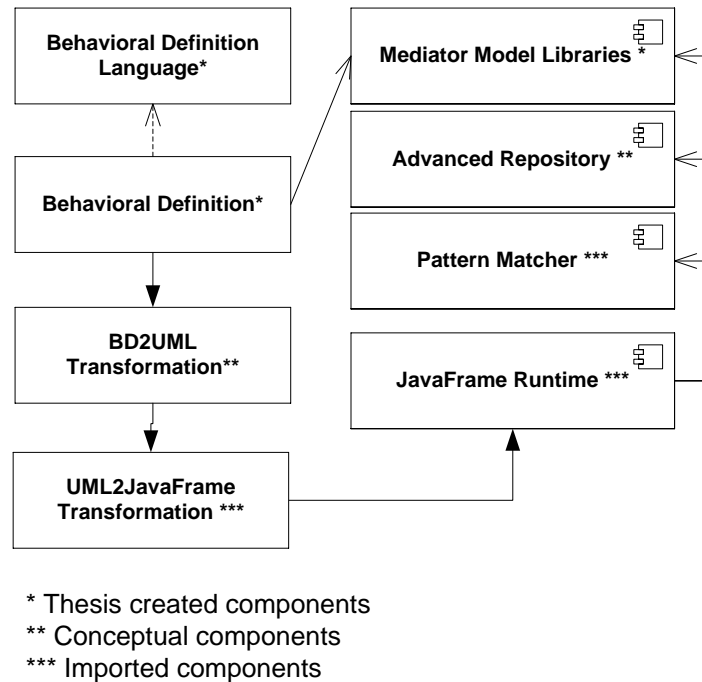 Behavioral Definition
Language*
Mediator Model Libraries *
Advanced Repository **
Behavioral Definition*
Pattern Matcher ***
BD2UML
Transformation**
JavaFrame Runtime ***
UML2JavaFrame
Transformation ***
* Thesis created components
** Conceptual components
*** Imported components